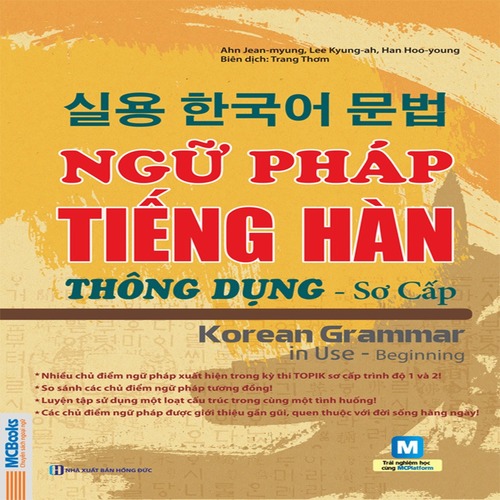 Ahn Jean-myung, Lee Kyung-ah, Han Hoo-young
Biên dịch: Trang Thơm
실용 한국어 문법
NGỮ PHÁP
TIẾNG HÀN
THÔNG DỤNG - Sơ Cấp
Korean Grammar
in Use - Beginning
* Nhiều chủ điểm ngữ pháp xuất hiện trong kỳ thi TOPIK sơ cấp trình độ 1 và 2!
* So sánh các chủ điểm ngữ pháp tương đồng!
* Luyện tập sử dụng một loạt cấu trúc trong cùng một tình huống!
* Các chủ điểm ngữ pháp được giới thiệu gần gũi, quen thuộc với đời sống hàng ngày!
MCBooks
Chuyên sách ngoại ngữ
NHÀ XUẤT BẢN HỒNG ĐỨC
M
Trải nghiệm học
cùng MCPlatform